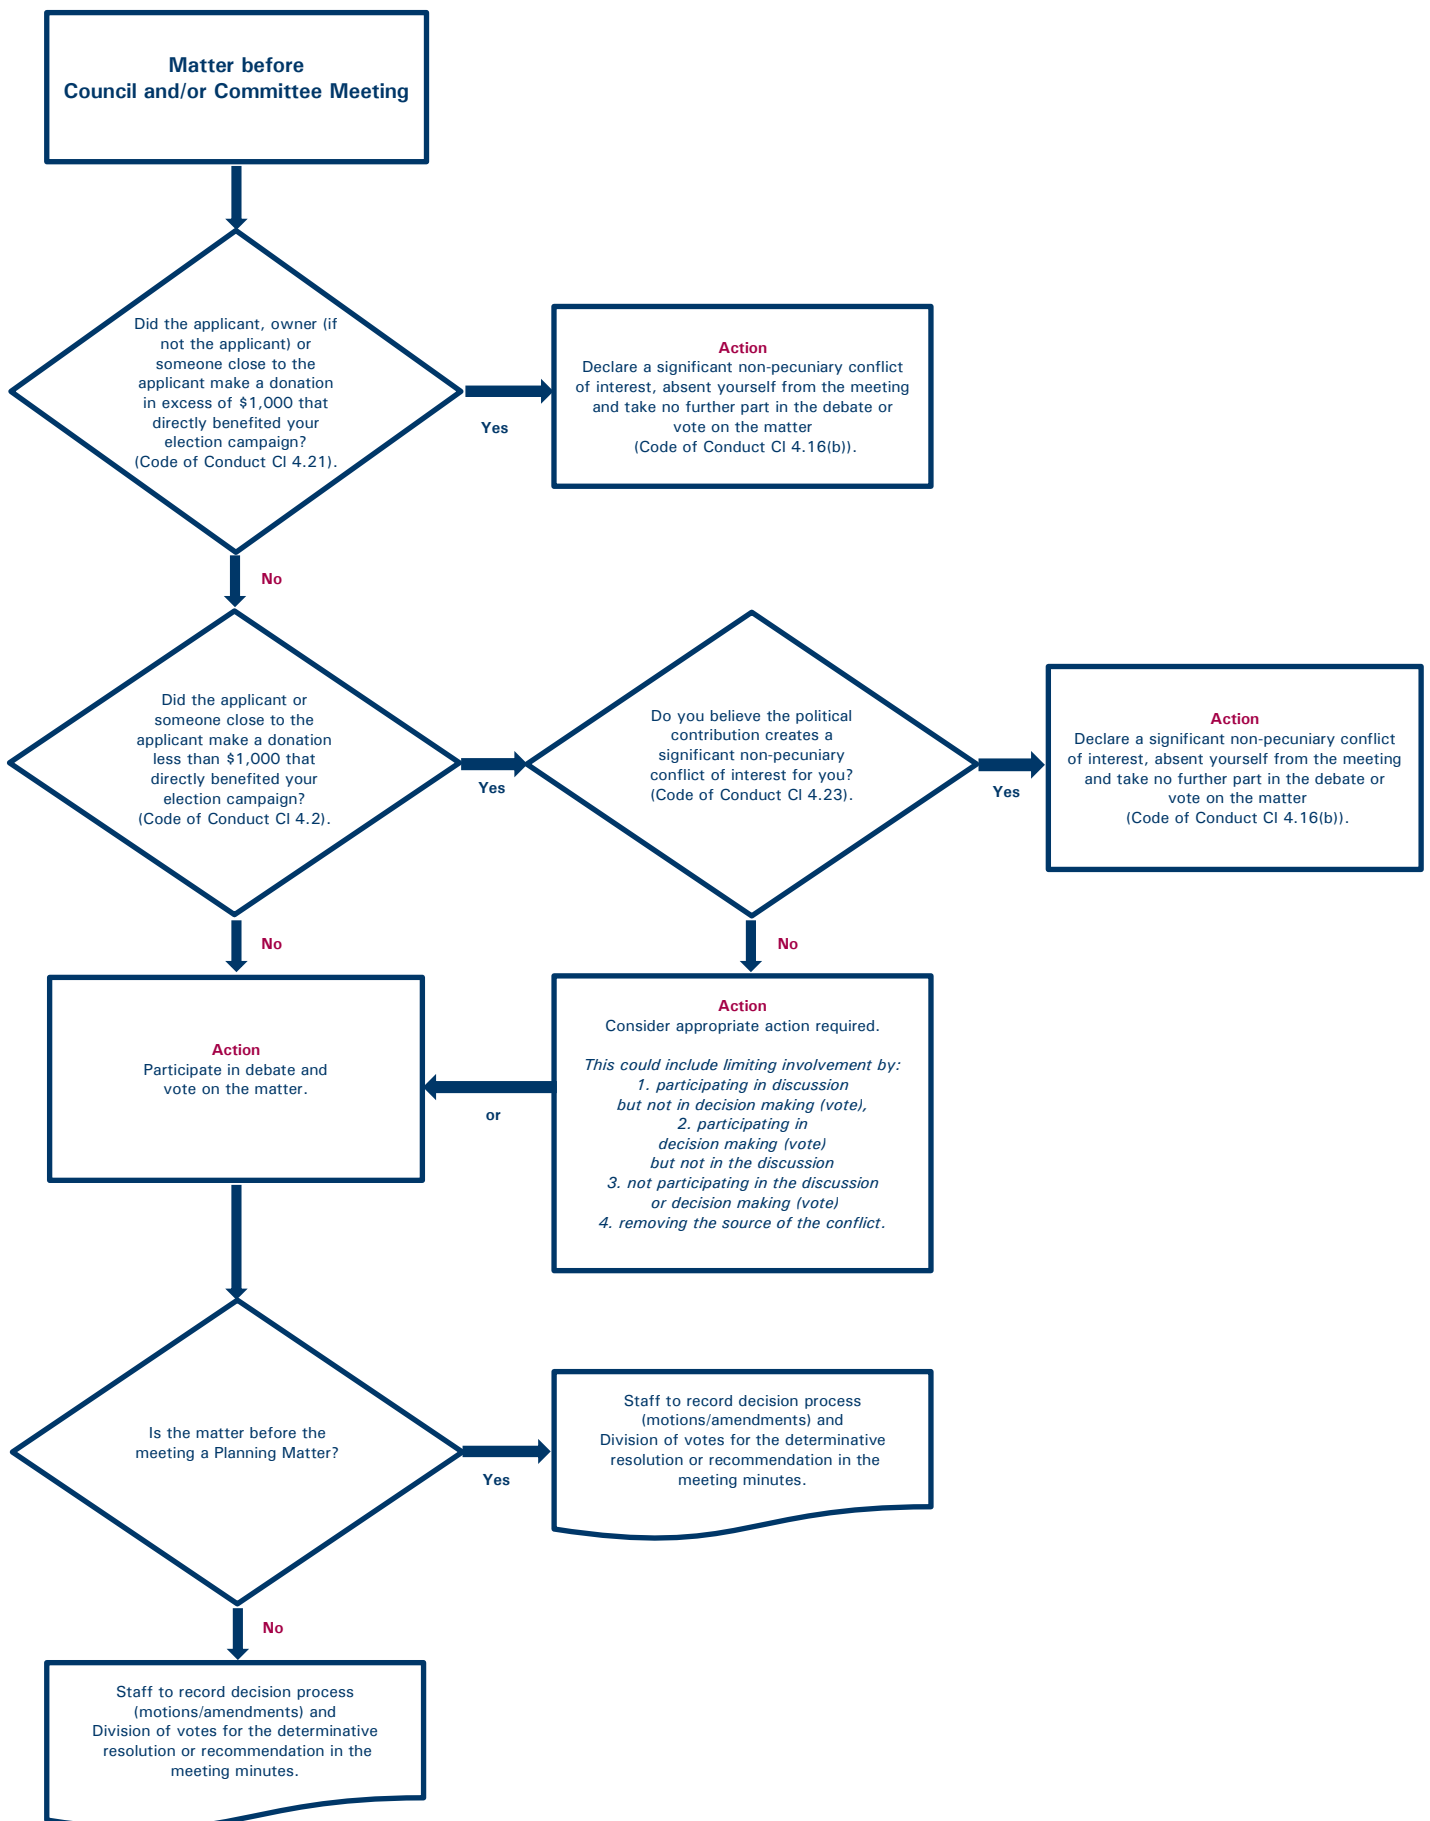 Matter before
Council and/or Committee Meeting
Did the applicant, owner (if
not the applicant) or
someone close to the
applicant make a donation
in excess of $1,000 that
directly benefited your
election campaign?
(Code of Conduct Cl 4.21).
Yes
Action
Declare a significant non-pecuniary conflict
of interest, absent yourself from the meeting
and take no further part in the debate or
vote on the matter
(Code of Conduct Cl 4.16(b)).
No
Did the applicant or
someone close to the
applicant make a donation
less than $1,000 that
directly benefited your
election campaign?
(Code of Conduct Cl 4.2).
Yes
Do you believe the political
contribution creates a
significant non-pecuniary
conflict of interest for you?
(Code of Conduct Cl 4.23).
Yes
Action
Declare a significant non-pecuniary conflict
of interest, absent yourself from the meeting
and take no further part in the debate or
vote on the matter
(Code of Conduct Cl 4.16(b)).
No
No
Action
Participate in debate and
vote on the matter.
or
Action
Consider appropriate action required.
This could include limiting involvement by:
1. participating in discussion
but not in decision making (vote),
2. participating in
decision making (vote)
but not in the discussion
3. not participating in the discussion
or decision making (vote)
4. removing the source of the conflict.
Is the matter before the
meeting a Planning Matter?
Yes
Staff to record decision process
(motions/amendments) and
Division of votes for the determinative
resolution or recommendation in the
meeting minutes.
No
Staff to record decision process
(motions/amendments) and
Division of votes for the determinative
resolution or recommendation in the
meeting minutes.